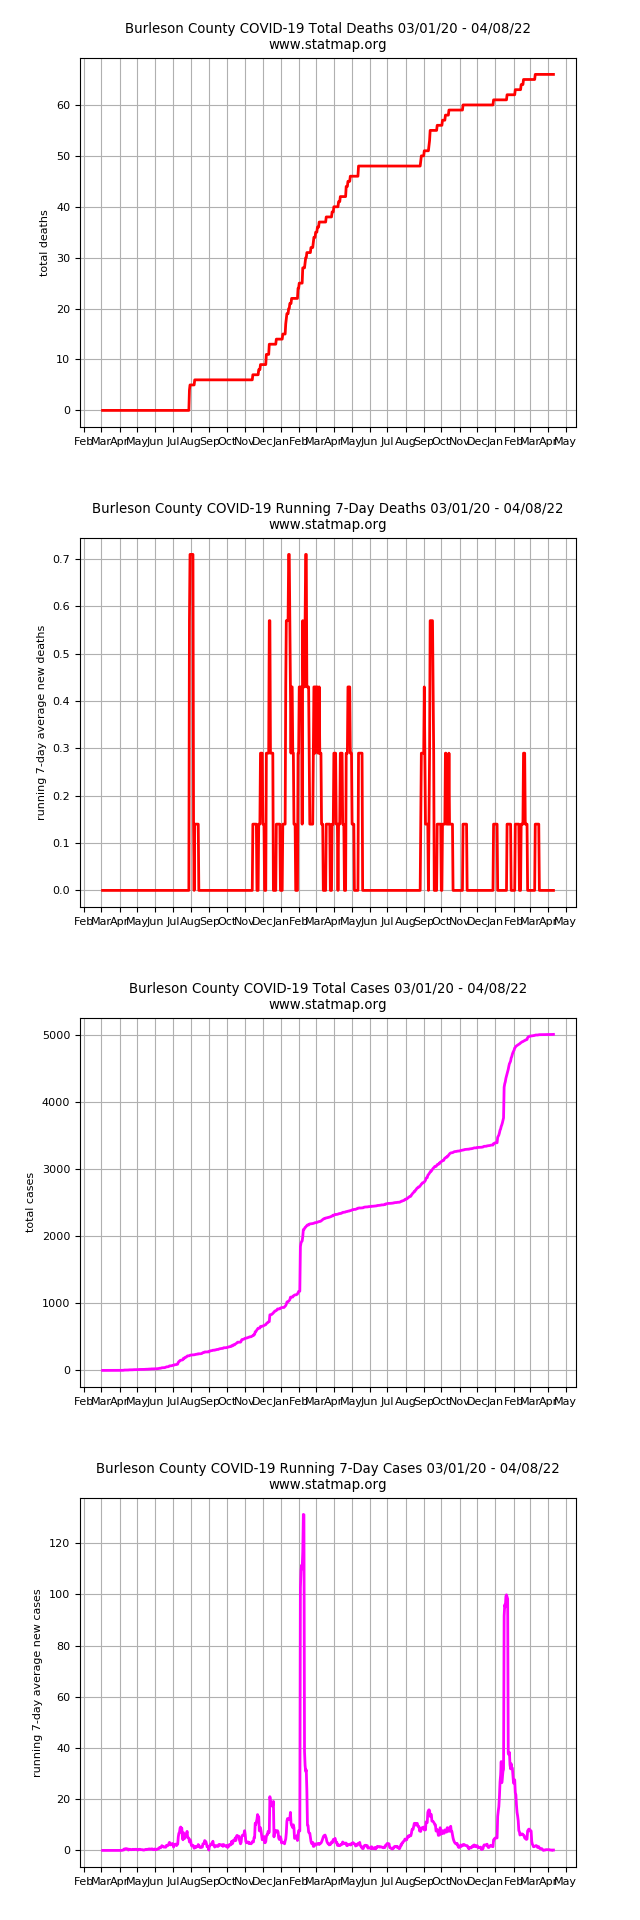 Burleson County COVID-19 Total Deaths 03/01/20 - 04/08/22
www.statmap.org
total deaths
60
50
40
30
20
10
0
Feb Mar Apr May Jun Jul Aug Sep Oct Nov Dec Jan Feb Mar Apr May Jun Jul Aug Sep Oct Nov Dec Jan Feb Mar Apr May
Burleson County COVID-19 Running 7-Day Deaths 03/01/20 - 04/08/22
www.statmap.org
running 7-day average new deaths
0.7
0.6
0.5
0.4
0.3
0.2
0.1
0.0
Feb Mar Apr May Jun Jul Aug Sep Oct Nov Dec Jan Feb Mar Apr May Jun Jul Aug Sep Oct Nov Dec Jan Feb Mar Apr May
Burleson County COVID-19 Total Cases 03/01/20 - 04/08/22
www.statmap.org
total cases
5000
4000
3000
2000
1000
0
Feb Mar Apr May Jun Jul Aug Sep Oct Nov Dec Jan Feb Mar Apr May Jun Jul Aug Sep Oct Nov Dec Jan Feb Mar Apr May
Burleson County COVID-19 Running 7-Day Cases 03/01/20 - 04/08/22
www.statmap.org
running 7-day average new cases
120
100
80
60
40
20
0
Feb Mar Apr May Jun Jul Aug Sep Oct Nov Dec Jan Feb Mar Apr May Jun Jul Aug Sep Oct Nov Dec Jan Feb Mar Apr May